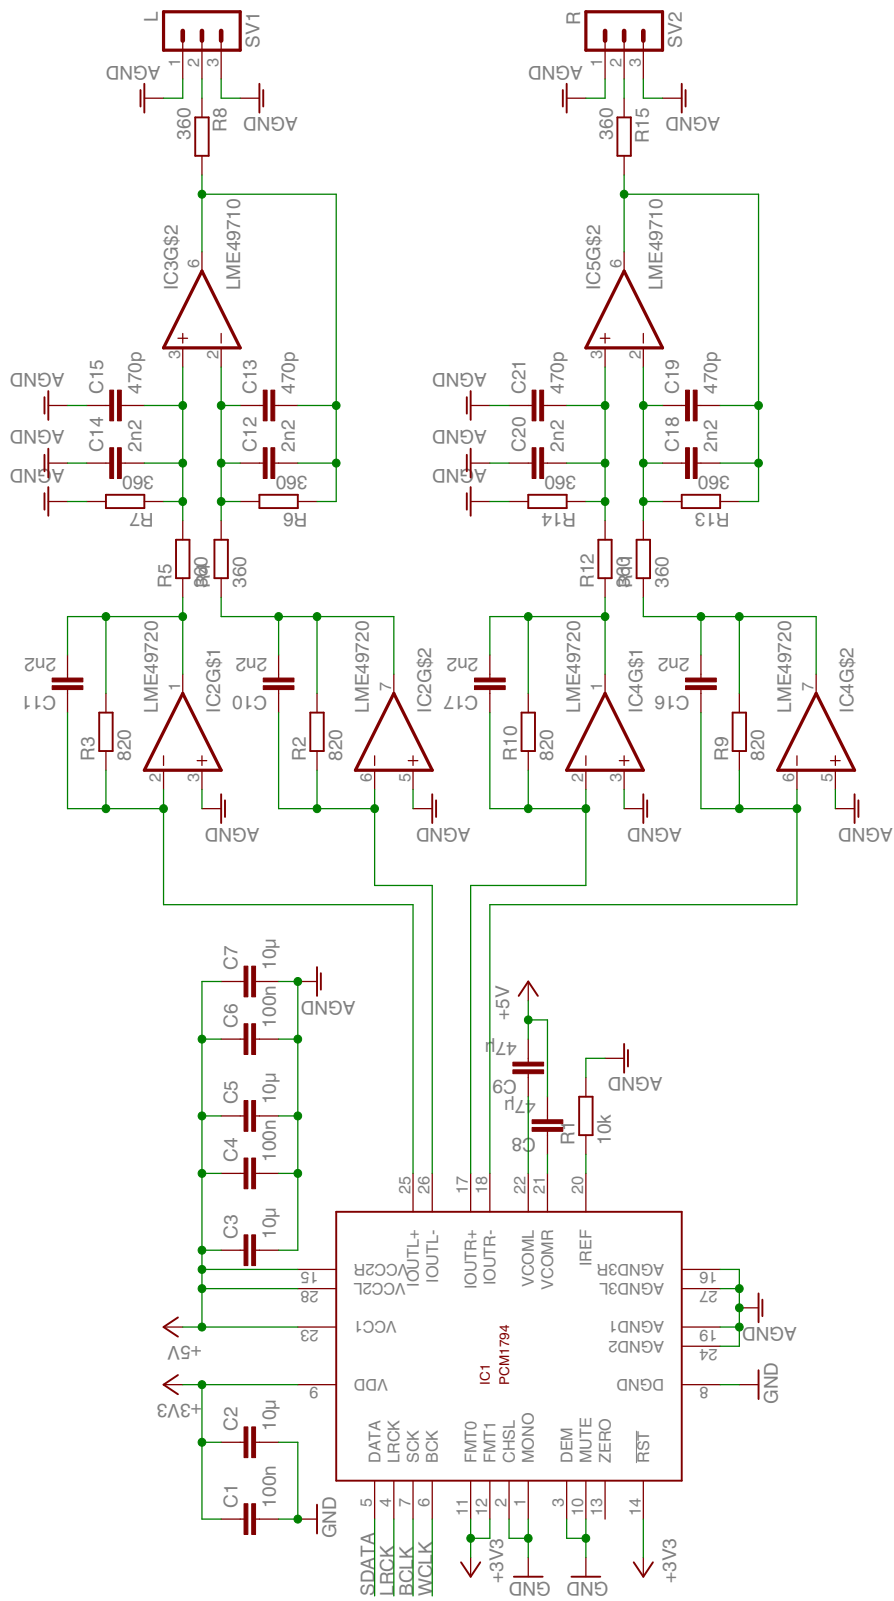 L
SV1
1
2
3
AGND
AGND
360
R8
R
SV2
1
2
3
AGND
AGND
360
R15
IC3G$2
6
LME49710
3
2
+
-
AGND
C15
470p
C13
470p
AGND
C14
2n2
C12
2n2
AGND
R7
360
R6
360
IC5G$2
6
LME49710
3
2
+
-
AGND
C21
470p
C19
470p
AGND
C20
2n2
C18
2n2
AGND
R14
360
R13
360
R5
360
R4
360
R12
360
R11
360
2n2
C11
R3
820
LME49720
1
IC2G$1
2
3
-
+
AGND
2n2
C10
R2
820
LME49720
7
IC2G$2
6
5
-
+
AGND
2n2
C17
R10
820
LME49720
1
IC4G$1
2
3
-
+
AGND
2n2
C16
R9
820
LME49720
7
IC4G$2
6
5
-
+
AGND
C7
10µ
AGND
C6
100n
C5
10µ
C4
100n
C3
10µ
+5V
47µ
C9
47µ
C8
R1
10k
AGND
25
26
17
18
22
21
20
IOUTL+
IOUTL-
IOUTR+
IOUTR-
VCOML
VCOMR
IREF
15
VCC2R
28
VCC2L
23
VCC1
+5V
9
VDD
+3V3
AGND3R
16
AGND3L
27
AGND1
19
AGND2
24
AGND
DGND
8
GND
IC1
PCM1794
C2
10µ
C1
100n
GND
DATA
LRCK
SCK
BCK
FMT0
FMT1
CHSL
MONO
DEM
MUTE
ZERO
RST
5
4
7
6
11
12
2
1
3
10
13
14
SDATA
LRCK
BCLK
WCLK
+3V3
GND
GND
+3V3